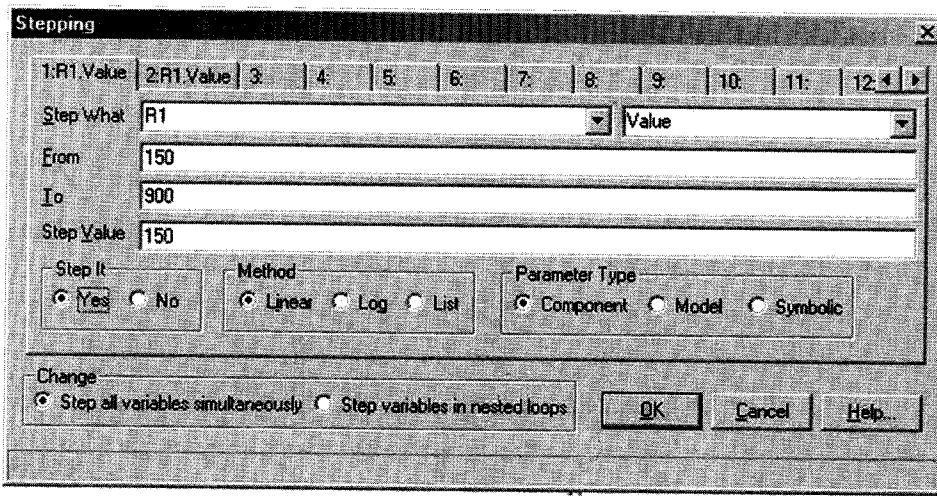 Stepping
1:R1.Value 2:R1.Value 3: 4: 5: 6: 7: 8: 9: 10: 11: 12:
Step What R1 Value
From 150
To 900
Step Value 150
Step It Method Parameter Type
Yes No Linear Log List Component Model Symbolic
Change
Step all variables simultaneously Step variables in nested loops OK Cancel Help...